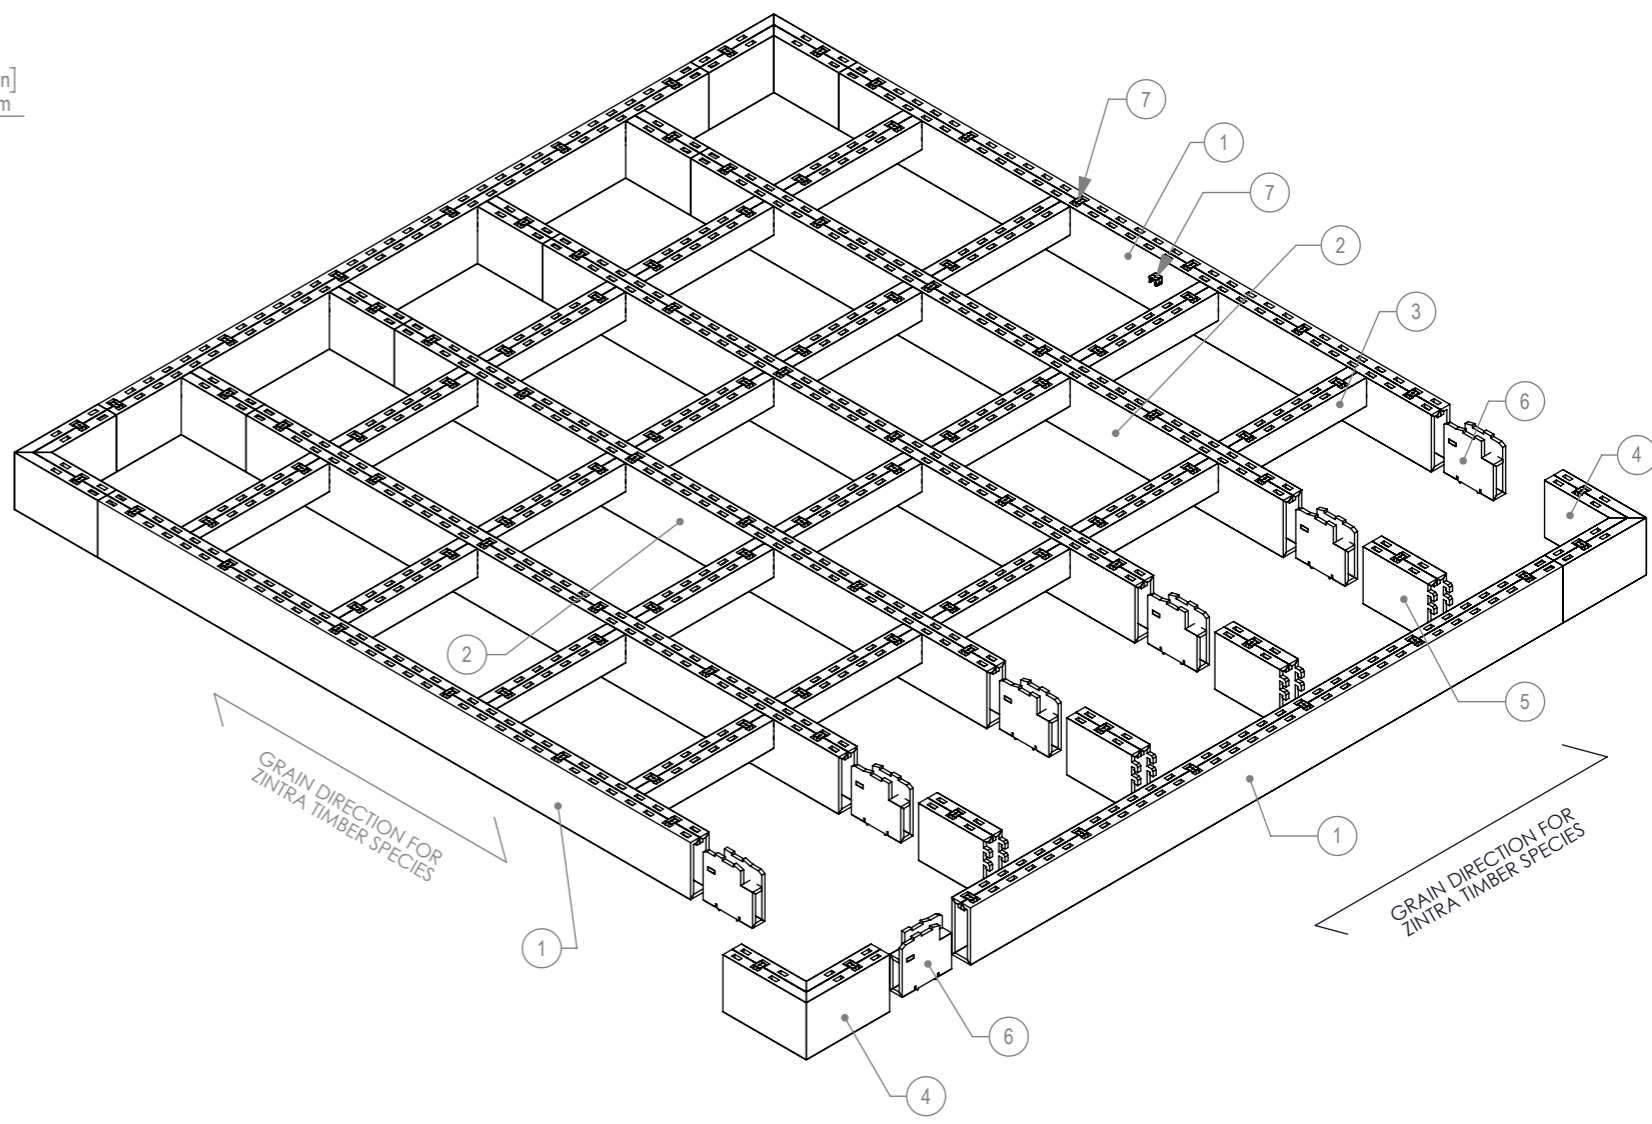 n]
m
7
1
7
2
3
6
4
5
2
1
1
6
4
GRAIN DIRECTION FOR
ZINTRA TIMBER SPECIES
GRAIN DIRECTION FOR
ZINTRA TIMBER SPECIES